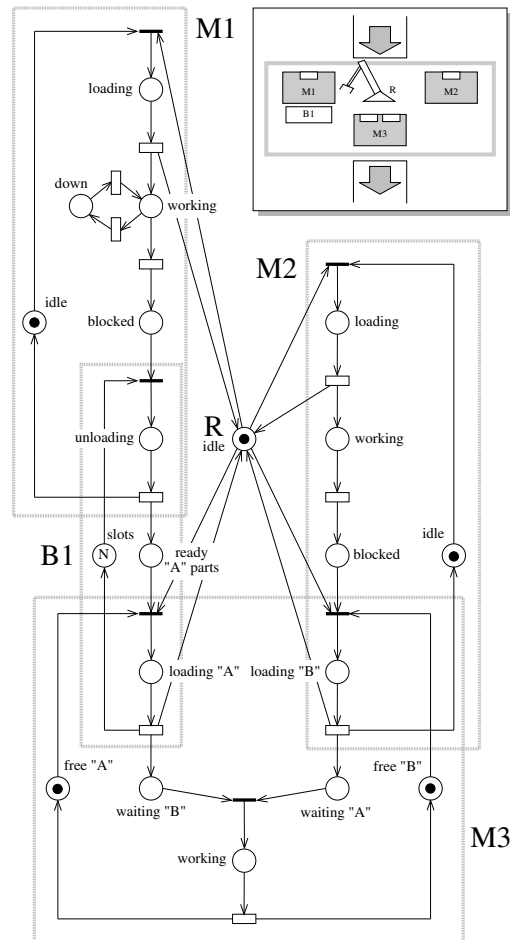 M1
loading
M1
R
M2
B1
M3
down
working
M2
idle
blocked
loading
R
idle
unloading
working
B1
slots
N
ready
"A" parts
blocked
idle
loading "A"
loading "B"
free "A"
free "B"
waiting "B"
waiting "A"
M3
working